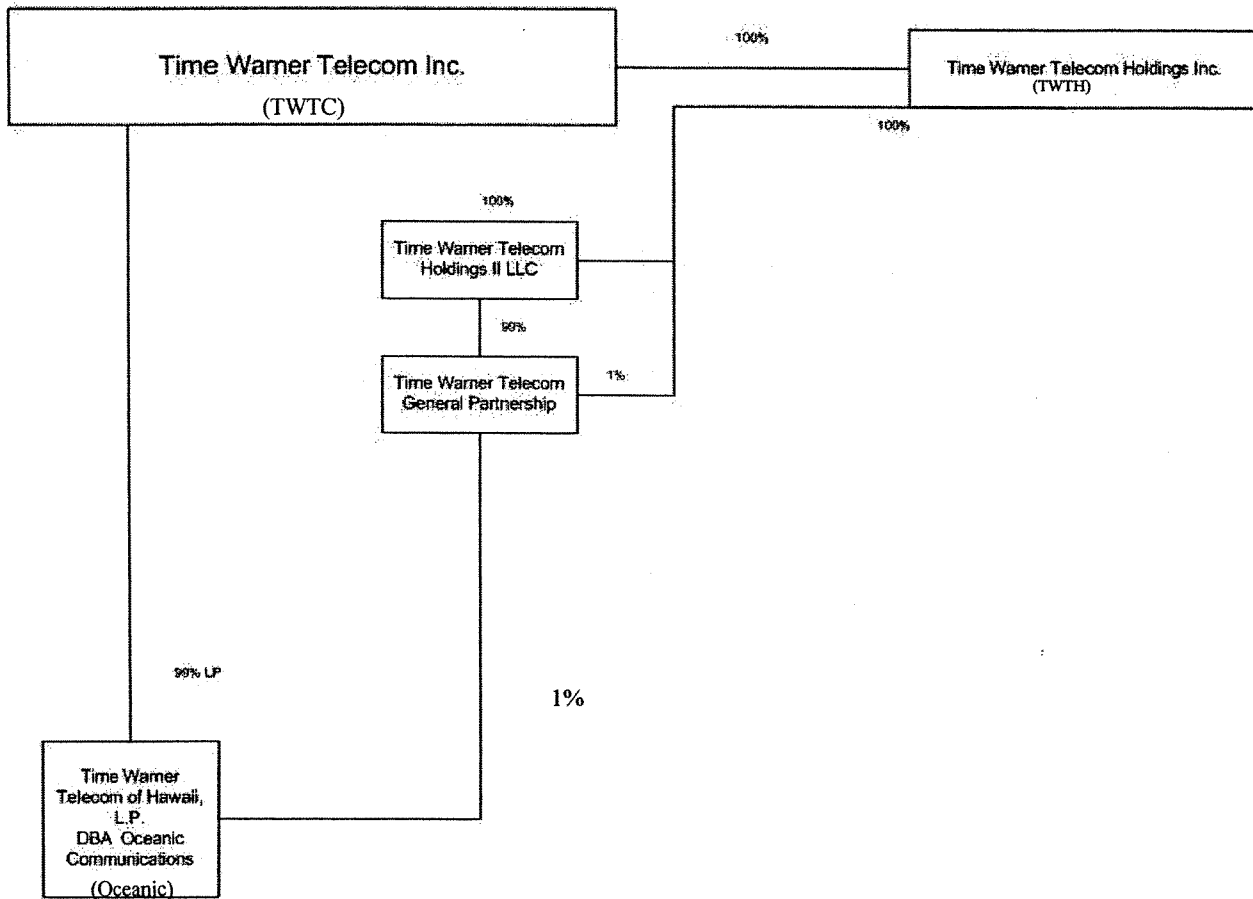 Time Warner Telecom Inc.
(TWTC)
100%
Time Warner Telecom Holdings Inc.
(TWTH)
100%
100%
Time Warner Telecom
Holdings II LLC
99%
Time Warner Telecom
General Partnership
1%
99% LP
1%
Time Warner
Telecom of Hawaii,
L.P.
DBA Oceanic
Communications
(Oceanic)